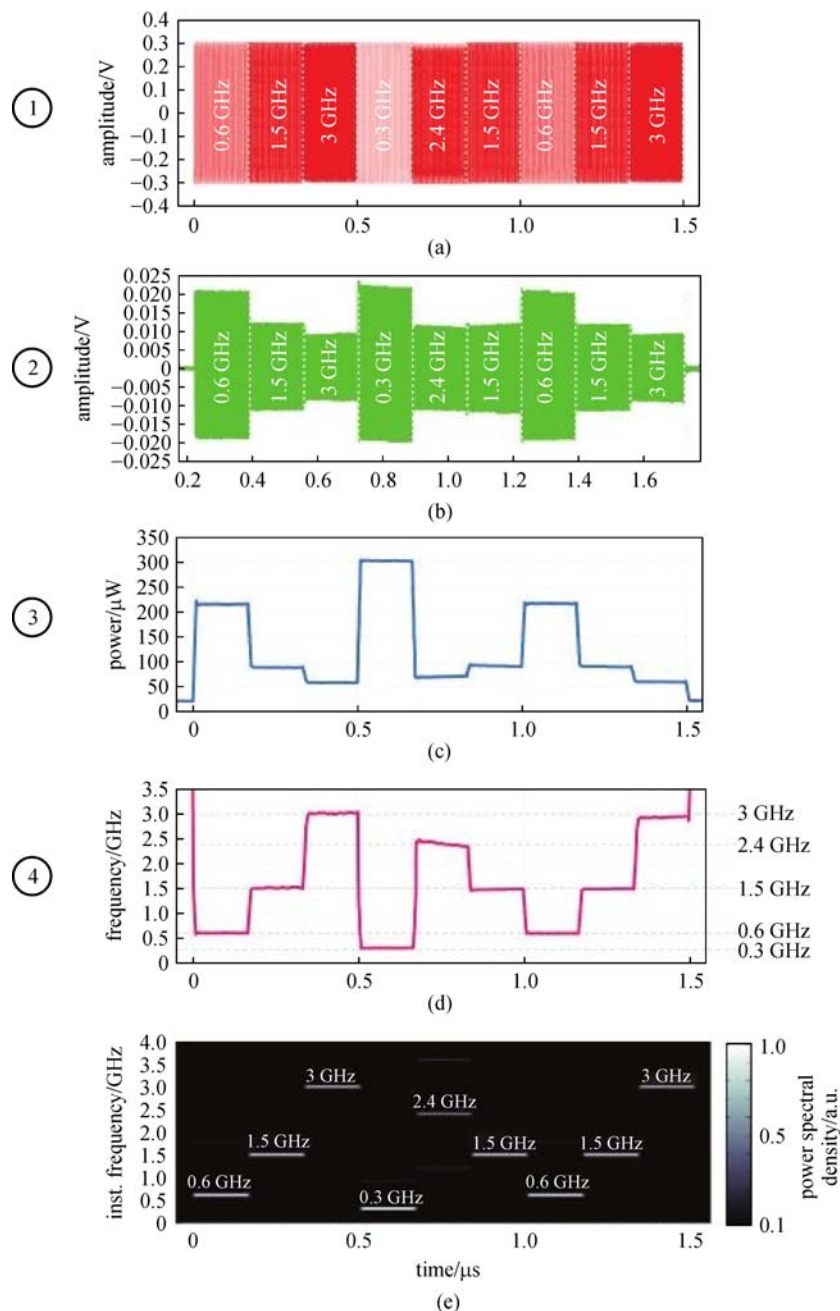 1
amplitude/V
0.4
0.3
0.2
0.1
0
−0.1
−0.2
−0.3
−0.4
0.6 GHz
1.5 GHz
3 GHz
0.3 GHz
2.4 GHz
1.5 GHz
0.6 GHz
1.5 GHz
3 GHz
0 0.5 1.0 1.5
(a)
2
amplitude/V
0.025
0.020
0.015
0.010
0.005
0
−0.005
−0.010
−0.015
−0.020
−0.025
0.6 GHz
1.5 GHz
3 GHz
0.3 GHz
2.4 GHz
1.5 GHz
0.6 GHz
1.5 GHz
3 GHz
0.2 0.4 0.6 0.8 1.0 1.2 1.4 1.6
(b)
3
power/μW
350
300
250
200
150
100
50
0
0 0.5 1.0 1.5
(c)
4
frequency/GHz
3.5
3.0
2.5
2.0
1.5
1.0
0.5
0
3 GHz
2.4 GHz
1.5 GHz
0.6 GHz
0.3 GHz
0 0.5 1.0 1.5
(d)
inst. frequency/GHz
4.0
3.5
3.0
2.5
2.0
1.5
1.0
0.5
0
0.6 GHz
1.5 GHz
3 GHz
0.3 GHz
2.4 GHz
1.5 GHz
0.6 GHz
1.5 GHz
3 GHz
1.0
0.5
0.1
power spectral
density/a.u.
0 0.5 1.0 1.5
time/μs
(e)